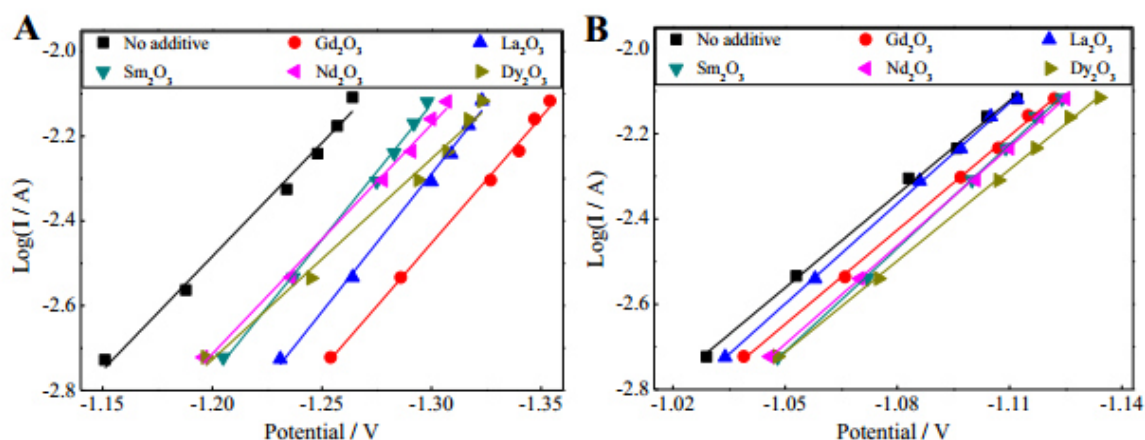 A
No additive Gd₂O₃ La₂O₃
Sm₂O₃ Nd₂O₃ Dy₂O₃
-2.0
-2.2
-2.4
-2.6
-2.8
Log(I / A)
-1.15 -1.20 -1.25 -1.30 -1.35
Potential / V
B
No additive Gd₂O₃ La₂O₃
Sm₂O₃ Nd₂O₃ Dy₂O₃
-2.0
-2.2
-2.4
-2.6
-2.8
Log(I / A)
-1.02 -1.05 -1.08 -1.11 -1.14
Potential / V